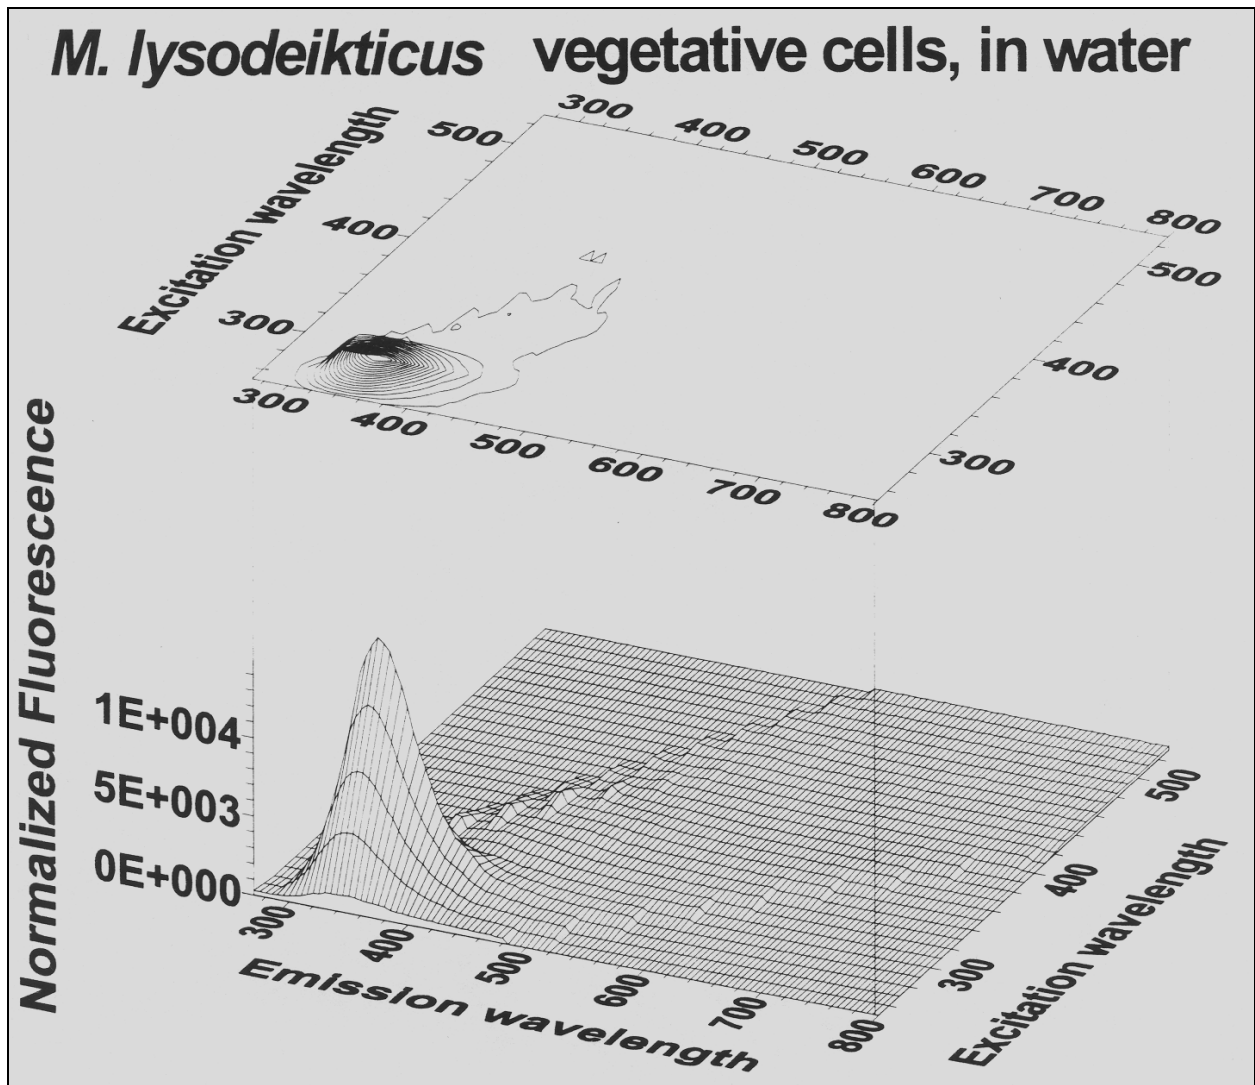 M. lysodeikticus vegetative cells, in water
300 400 500 600 700 800
Excitation wavelength
500
400
300
500
400
300
300 400 500 600 700 800
Normalized Fluorescence
1E+004
5E+003
0E+000
300 400 500 600 700 800
Emission wavelength
500
400
300
Excitation wavelength